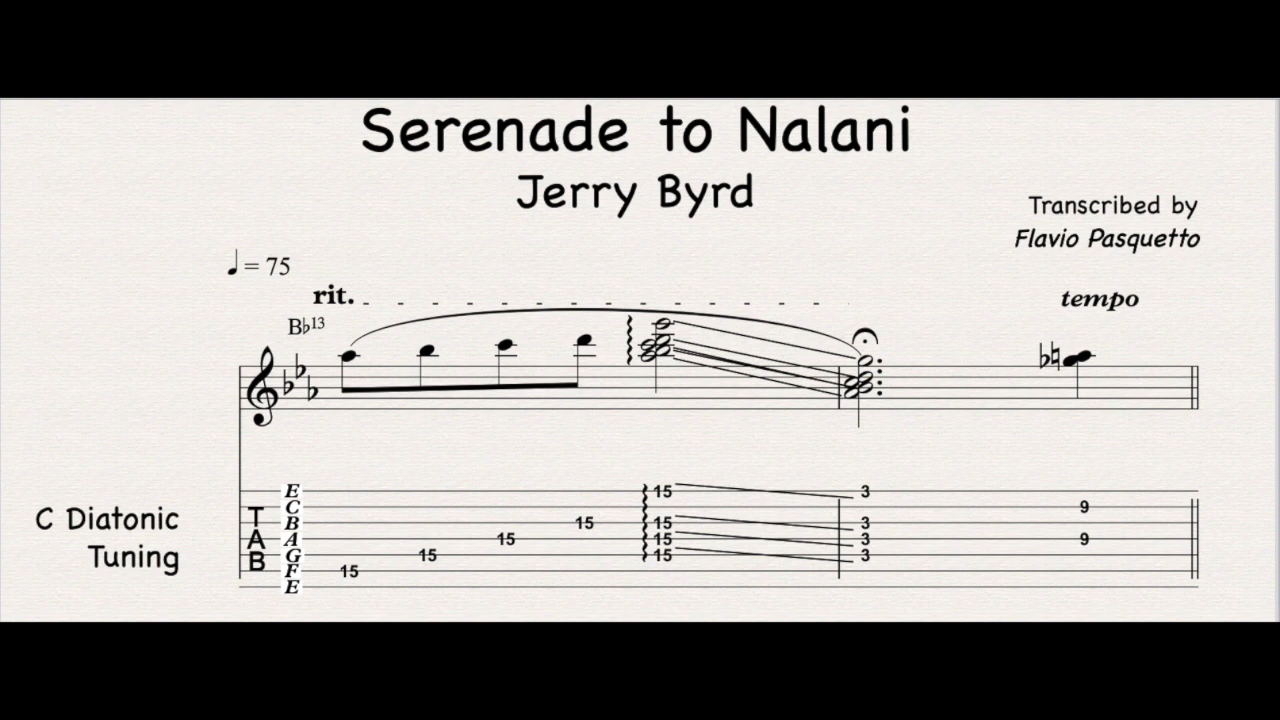 Serenade to Nalani
Jerry Byrd
Transcribed by
Flavio Pasquetto
♩ = 75
rit.
tempo
B♭13
C Diatonic
Tuning
TAB
E 15 3
C 9
B 15 15 3
A 15 15 3 9
G 15 15 3
F 15
E